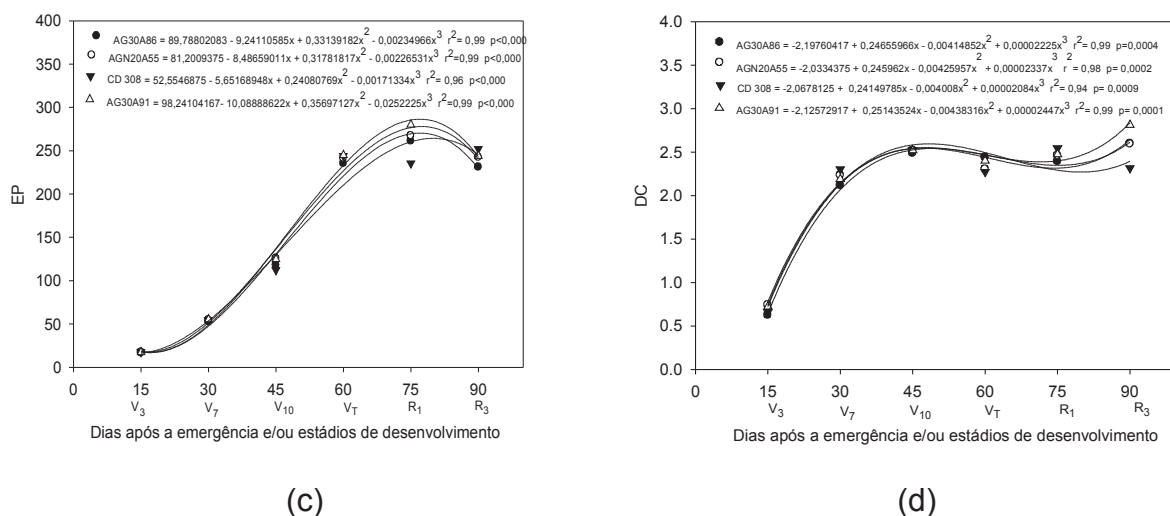 AG30A86 = 89,78802083 - 9,24110585x + 0,33139182x² - 0,00234966x³ r²= 0,99 p<0,000
AGN20A55 = 81,2009375 - 8,48659011x + 0,31781817x² - 0,00226531x³ r²=0,99 p<0,000
CD 308 = 52,5546875 - 5,65168948x + 0,24080769x² - 0,00171334x³ r² = 0,96 p<0,000
AG30A91 = 98,24104167 - 10,08888622x + 0,35697127x² - 0,0252225x³ r²=0,99 p<0,000
400
350
300
250
200
150
100
50
0
EP
0 15 30 45 60 75 90
V₃ V₇ V₁₀ V_T R₁ R₃
Dias após a emergência e/ou estádios de desenvolvimento
(c)
AG30A86 = -2,19760417 + 0,24655966x - 0,00414852x² + 0,00002225x³ r²= 0,99 p=0,0004
AGN20A55 = -2,0334375 + 0,245962x - 0,00425957x² + 0,00002337x³ r²= 0,98 p= 0,0002
CD 308 = -2,0678125 + 0,24149785x - 0,004008x² + 0,00002084x³ r²= 0,94 p= 0,0009
AG30A91 = -2,12572917 + 0,25143524x - 0,00438316x² + 0,00002447x³ r²= 0,99 p= 0,0001
4.0
3.5
3.0
2.5
2.0
1.5
1.0
0.5
0.0
DC
0 15 30 45 60 75 90
V₃ V₇ V₁₀ V_T R₁ R₃
Dias após a emergência e/ou estádios de desenvolvimento
(d)